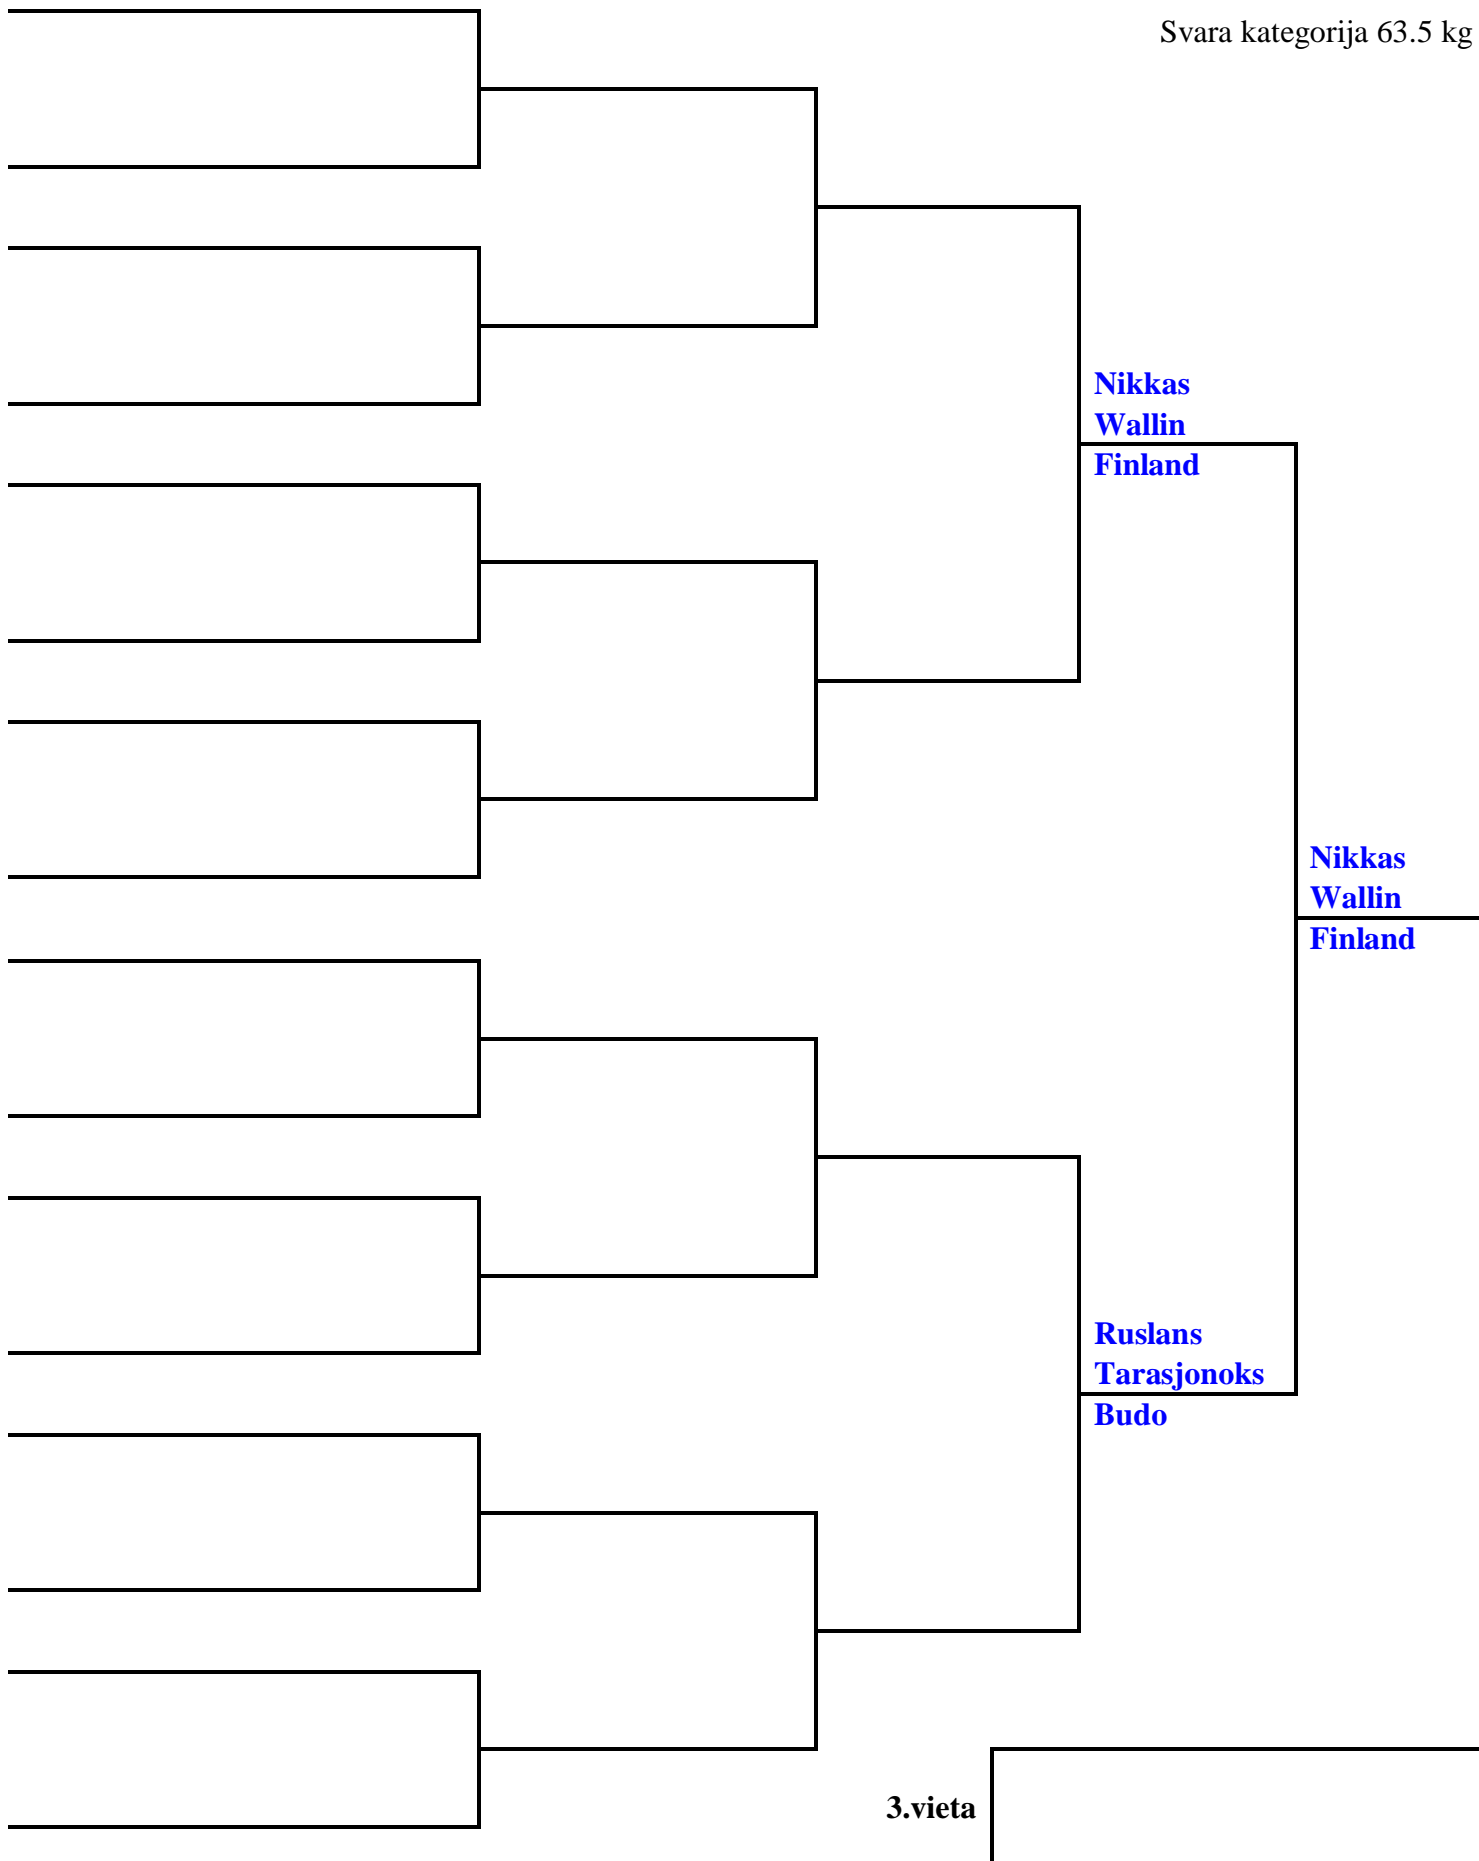 Svara kategorija 63.5 kg
Nikkas
Wallin
Finland
Nikkas
Wallin
Finland
Ruslans
Tarasjonoks
Budo
3.vieta